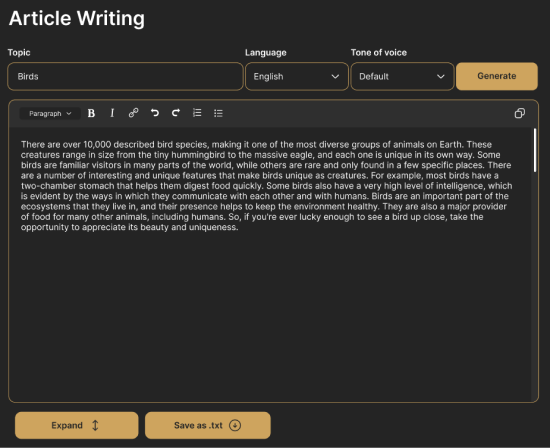 Article Writing
Topic
Language
Tone of voice
Birds
English
Default
Generate
Paragraph
B
I
There are over 10,000 described bird species, making it one of the most diverse groups of animals on Earth. These
creatures range in size from the tiny hummingbird to the massive eagle, and each one is unique in its own way. Some
birds are familiar visitors in many parts of the world, while others are rare and only found in a few specific places. There
are a number of interesting and unique features that make birds unique as creatures. For example, most birds have a
two-chamber stomach that helps them digest food quickly. Some birds also have a very high level of intelligence, which
is evident by the ways in which they communicate with each other and with humans. Birds are an important part of the
ecosystems that they live in, and their presence helps to keep the environment healthy. They are also a major provider
of food for many other animals, including humans. So, if you're ever lucky enough to see a bird up close, take the
opportunity to appreciate its beauty and uniqueness.
Expand
Save as .txt